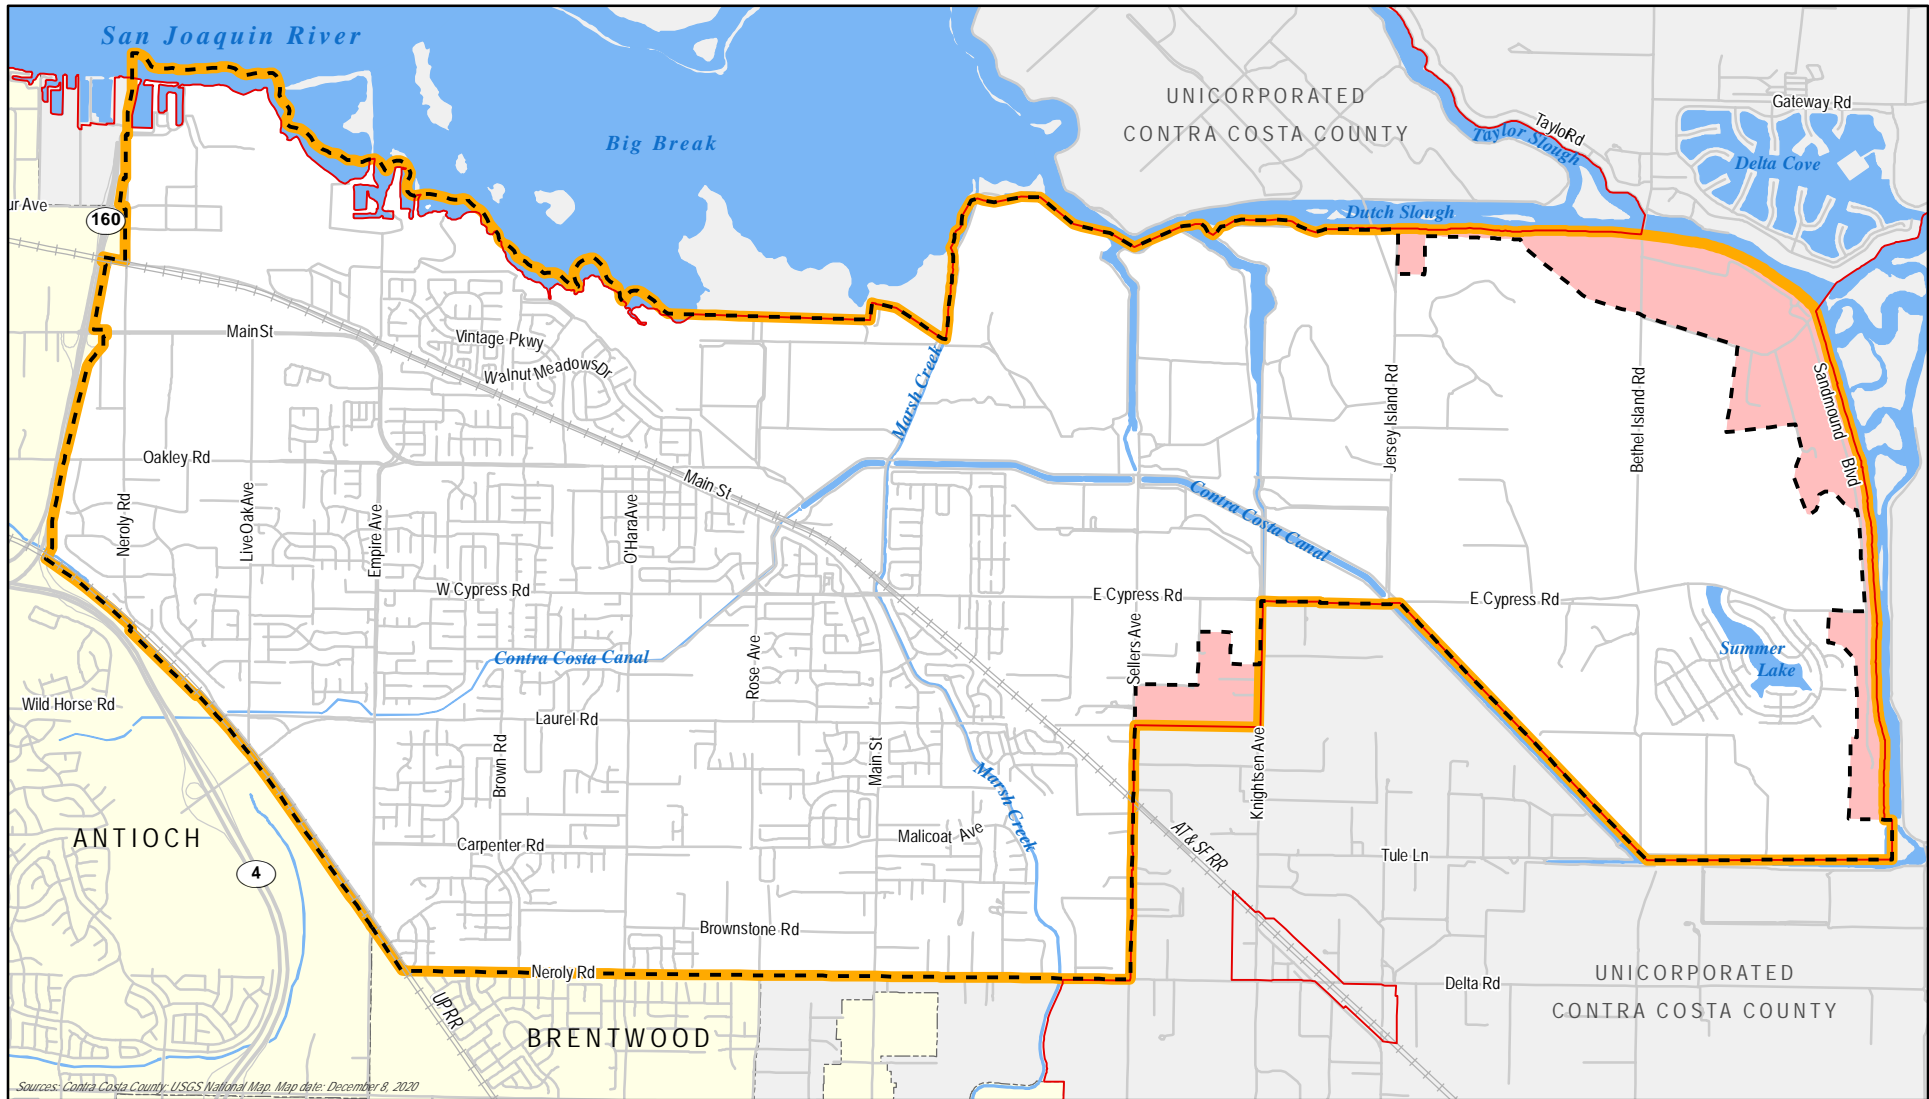 San Joaquin River
Big Break
UNICORPORATED
CONTRA COSTA COUNTY
Taylor Slough
TayloRd
Gateway Rd
Delta Cove
Dutch Slough
ur Ave
160
Main St
Vintage Pkwy
Walnut Meadows Dr
Marsh Creek
Jersey Island Rd
Bethel Island Rd
Sandmound Blvd
Oakley Rd
Neroly Rd
Live Oak Ave
Empire Ave
O'Hara Ave
Main St
Contra Costa Canal
W Cypress Rd
E Cypress Rd
E Cypress Rd
Sellers Ave
Rose Ave
Contra Costa Canal
Summer
Lake
Wild Horse Rd
Laurel Rd
Brown Rd
Main St
Marsh Creek
Knightsen Ave
ANTIOCH
4
Carpenter Rd
Malicoat Ave
AT & SF RR
Tule Ln
Brownstone Rd
Neroly Rd
Delta Rd
UNICORPORATED
CONTRA COSTA COUNTY
UPRR
BRENTWOOD
Sources: Contra Costa County; USGS National Map. Map date: December 8, 2020